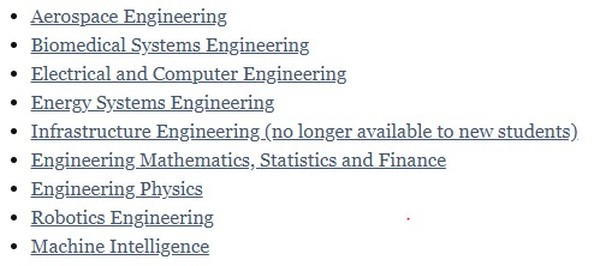 Aerospace Engineering
Biomedical Systems Engineering
Electrical and Computer Engineering
Energy Systems Engineering
Infrastructure Engineering (no longer available to new students)
Engineering Mathematics, Statistics and Finance
Engineering Physics
Robotics Engineering
Machine Intelligence